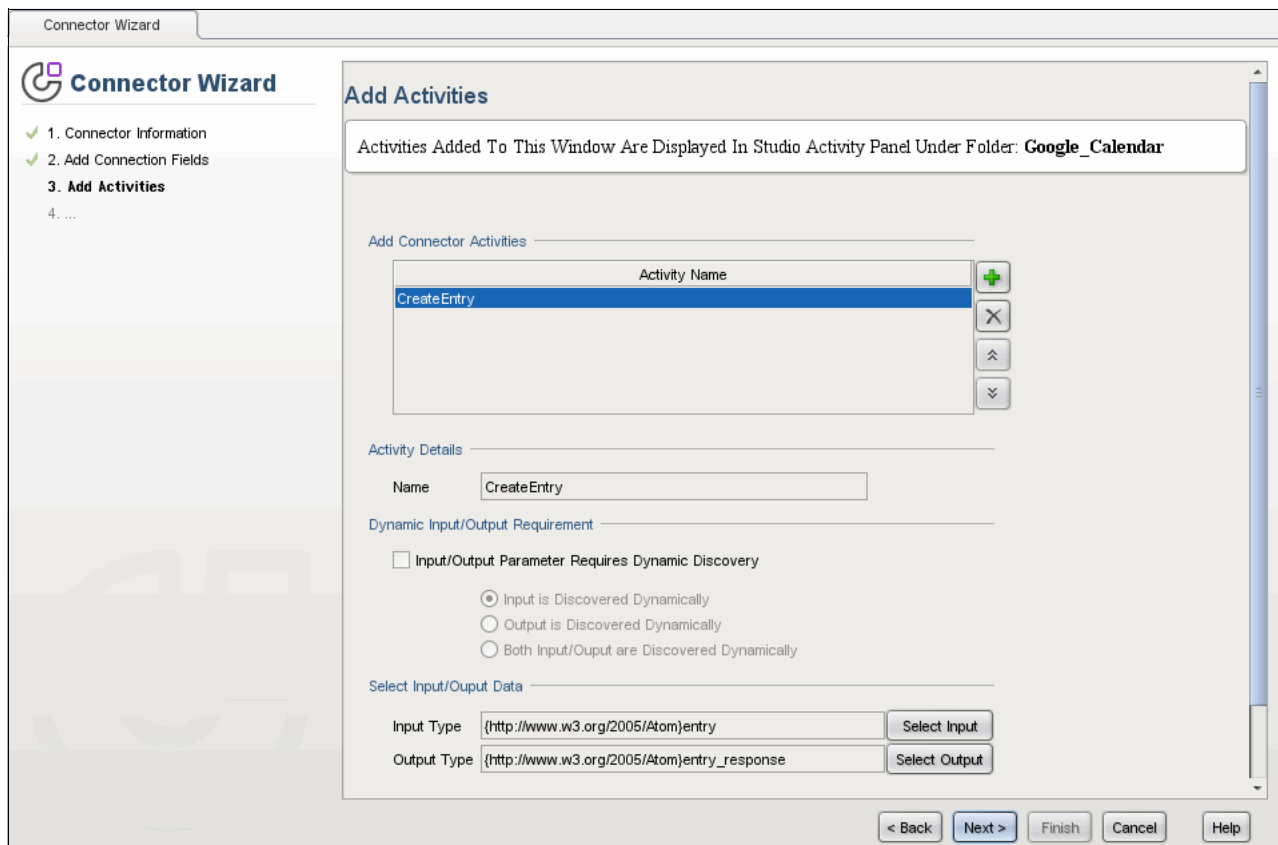 Connector Wizard
Connector Wizard
1. Connector Information
2. Add Connection Fields
3. Add Activities
4. ...
Add Activities
Activities Added To This Window Are Displayed In Studio Activity Panel Under Folder: Google_Calendar
Add Connector Activities
Activity Name
CreateEntry
Activity Details
Name CreateEntry
Dynamic Input/Output Requirement
Input/Output Parameter Requires Dynamic Discovery
Input is Discovered Dynamically
Output is Discovered Dynamically
Both Input/Ouput are Discovered Dynamically
Select Input/Ouput Data
Input Type {http://www.w3.org/2005/Atom}entry Select Input
Output Type {http://www.w3.org/2005/Atom}entry_response Select Output
< Back Next > Finish Cancel Help